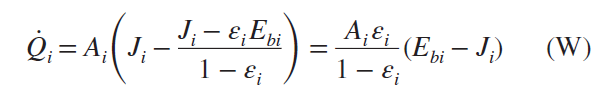 Q̇ᵢ = Aᵢ(Jᵢ − (Jᵢ − εᵢE_bi)/(1 − εᵢ)) = (Aᵢεᵢ)/(1 − εᵢ) (E_bi − Jᵢ) (W)